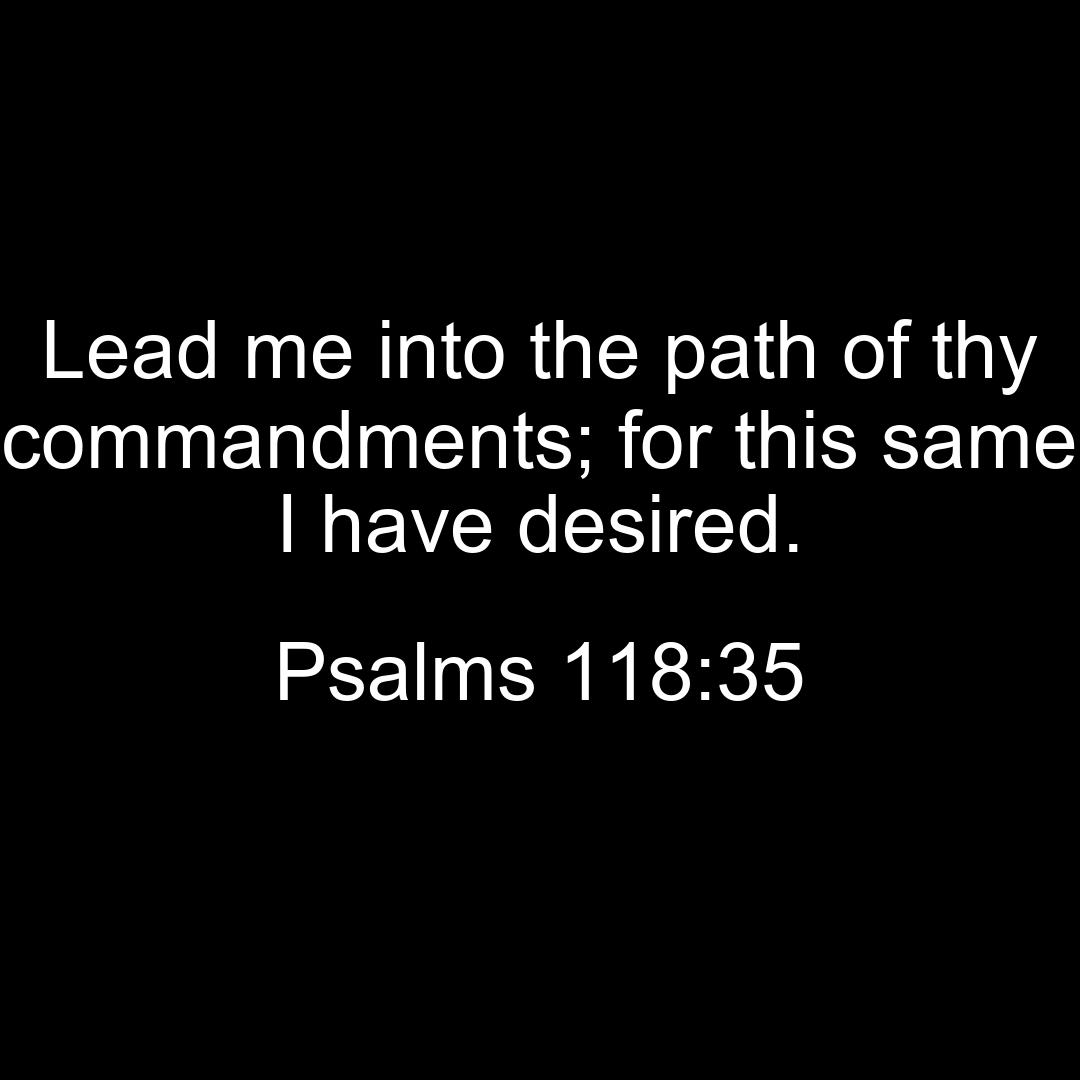 Lead me into the path of thy
commandments; for this same
I have desired.
Psalms 118:35